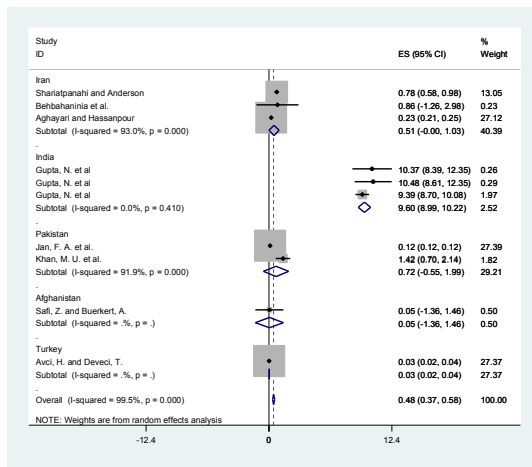 Study %
ID ES (95% CI) Weight
Iran
Shariatpanahi and Anderson 0.78 (0.58, 0.98) 13.05
Behbahaninia et al. 0.86 (-1.26, 2.98) 0.23
Aghayari and Hassanpour 0.23 (0.21, 0.25) 27.12
Subtotal (I-squared = 93.0%, p = 0.000) 0.51 (-0.00, 1.03) 40.39
.
India
Gupta, N. et al 10.37 (8.39, 12.35) 0.26
Gupta, N. et al 10.48 (8.61, 12.35) 0.29
Gupta, N. et al 9.39 (8.70, 10.08) 1.97
Subtotal (I-squared = 0.0%, p = 0.410) 9.60 (8.99, 10.22) 2.52
.
Pakistan
Jan, F. A. et al. 0.12 (0.12, 0.12) 27.39
Khan, M. U. et al. 1.42 (0.70, 2.14) 1.82
Subtotal (I-squared = 91.9%, p = 0.000) 0.72 (-0.55, 1.99) 29.21
.
Afghanistan
Safi, Z. and Buerkert, A. 0.05 (-1.36, 1.46) 0.50
Subtotal (I-squared = .%, p = .) 0.05 (-1.36, 1.46) 0.50
.
Turkey
Avci, H. and Deveci, T. 0.03 (0.02, 0.04) 27.37
Subtotal (I-squared = .%, p = .) 0.03 (0.02, 0.04) 27.37
.
Overall (I-squared = 99.5%, p = 0.000) 0.48 (0.37, 0.58) 100.00
NOTE: Weights are from random effects analysis
-12.4 0 12.4